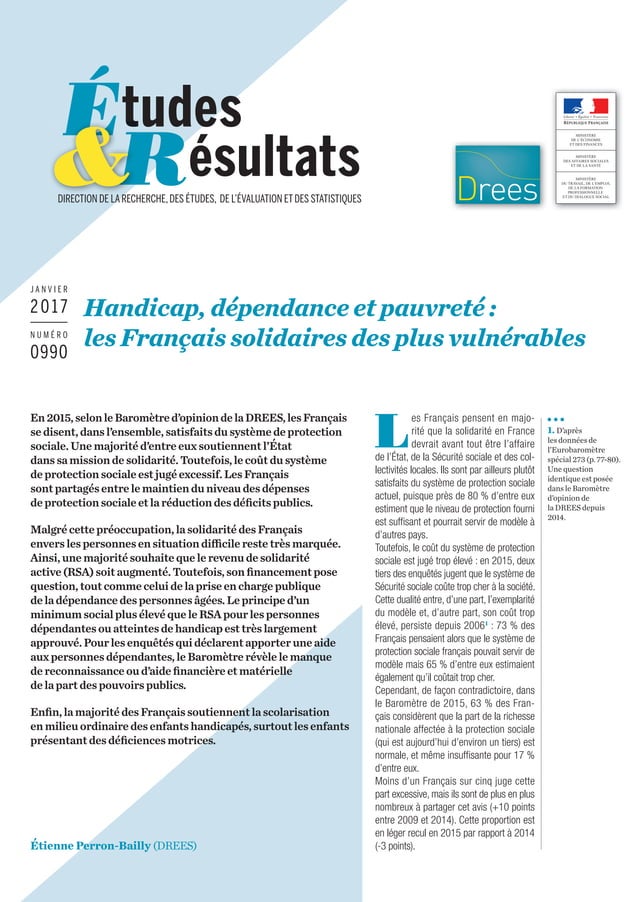 Études
&Résultats
DIRECTION DE LA RECHERCHE, DES ÉTUDES, DE L'ÉVALUATION ET DES STATISTIQUES
Drees
Liberté • Égalité • Fraternité
RÉPUBLIQUE FRANÇAISE
MINISTÈRE
DE L'ÉCONOMIE
ET DES FINANCES
MINISTÈRE
DES AFFAIRES SOCIALES
ET DE LA SANTÉ
MINISTÈRE
DU TRAVAIL, DE L'EMPLOI,
DE LA FORMATION
PROFESSIONNELLE
ET DU DIALOGUE SOCIAL
JANVIER
2017
NUMÉRO
0990
Handicap, dépendance et pauvreté :
les Français solidaires des plus vulnérables
En 2015, selon le Baromètre d'opinion de la DREES, les Français
se disent, dans l'ensemble, satisfaits du système de protection
sociale. Une majorité d'entre eux soutiennent l'État
dans sa mission de solidarité. Toutefois, le coût du système
de protection sociale est jugé excessif. Les Français
sont partagés entre le maintien du niveau des dépenses
de protection sociale et la réduction des déficits publics.
Malgré cette préoccupation, la solidarité des Français
envers les personnes en situation difficile reste très marquée.
Ainsi, une majorité souhaite que le revenu de solidarité
active (RSA) soit augmenté. Toutefois, son financement pose
question, tout comme celui de la prise en charge publique
de la dépendance des personnes âgées. Le principe d'un
minimum social plus élevé que le RSA pour les personnes
dépendantes ou atteintes de handicap est très largement
approuvé. Pour les enquêtés qui déclarent apporter une aide
aux personnes dépendantes, le Baromètre révèle le manque
de reconnaissance ou d'aide financière et matérielle
de la part des pouvoirs publics.
Enfin, la majorité des Français soutiennent la scolarisation
en milieu ordinaire des enfants handicapés, surtout les enfants
présentant des déficiences motrices.
Étienne Perron-Bailly (DREES)
Les Français pensent en majo-
rité que la solidarité en France
devrait avant tout être l'affaire
de l'État, de la Sécurité sociale et des col-
lectivités locales. Ils sont par ailleurs plutôt
satisfaits du système de protection sociale
actuel, puisque près de 80 % d'entre eux
estiment que le niveau de protection fourni
est suffisant et pourrait servir de modèle à
d'autres pays.
Toutefois, le coût du système de protection
sociale est jugé trop élevé : en 2015, deux
tiers des enquêtés jugent que le système de
Sécurité sociale coûte trop cher à la société.
Cette dualité entre, d'une part, l'exemplarité
du modèle et, d'autre part, son coût trop
élevé, persiste depuis 2006¹ : 73 % des
Français pensaient alors que le système de
protection sociale français pouvait servir de
modèle mais 65 % d'entre eux estimaient
également qu'il coûtait trop cher.
Cependant, de façon contradictoire, dans
le Baromètre de 2015, 63 % des Fran-
çais considèrent que la part de la richesse
nationale affectée à la protection sociale
(qui est aujourd'hui d'environ un tiers) est
normale, et même insuffisante pour 17 %
d'entre eux.
Moins d'un Français sur cinq juge cette
part excessive, mais ils sont de plus en plus
nombreux à partager cet avis (+10 points
entre 2009 et 2014). Cette proportion est
en léger recul en 2015 par rapport à 2014
(-3 points).
1. D'après
les données de
l'Eurobaromètre
spécial 273 (p. 77-80).
Une question
identique est posée
dans le Baromètre
d'opinion de
la DREES depuis
2014.